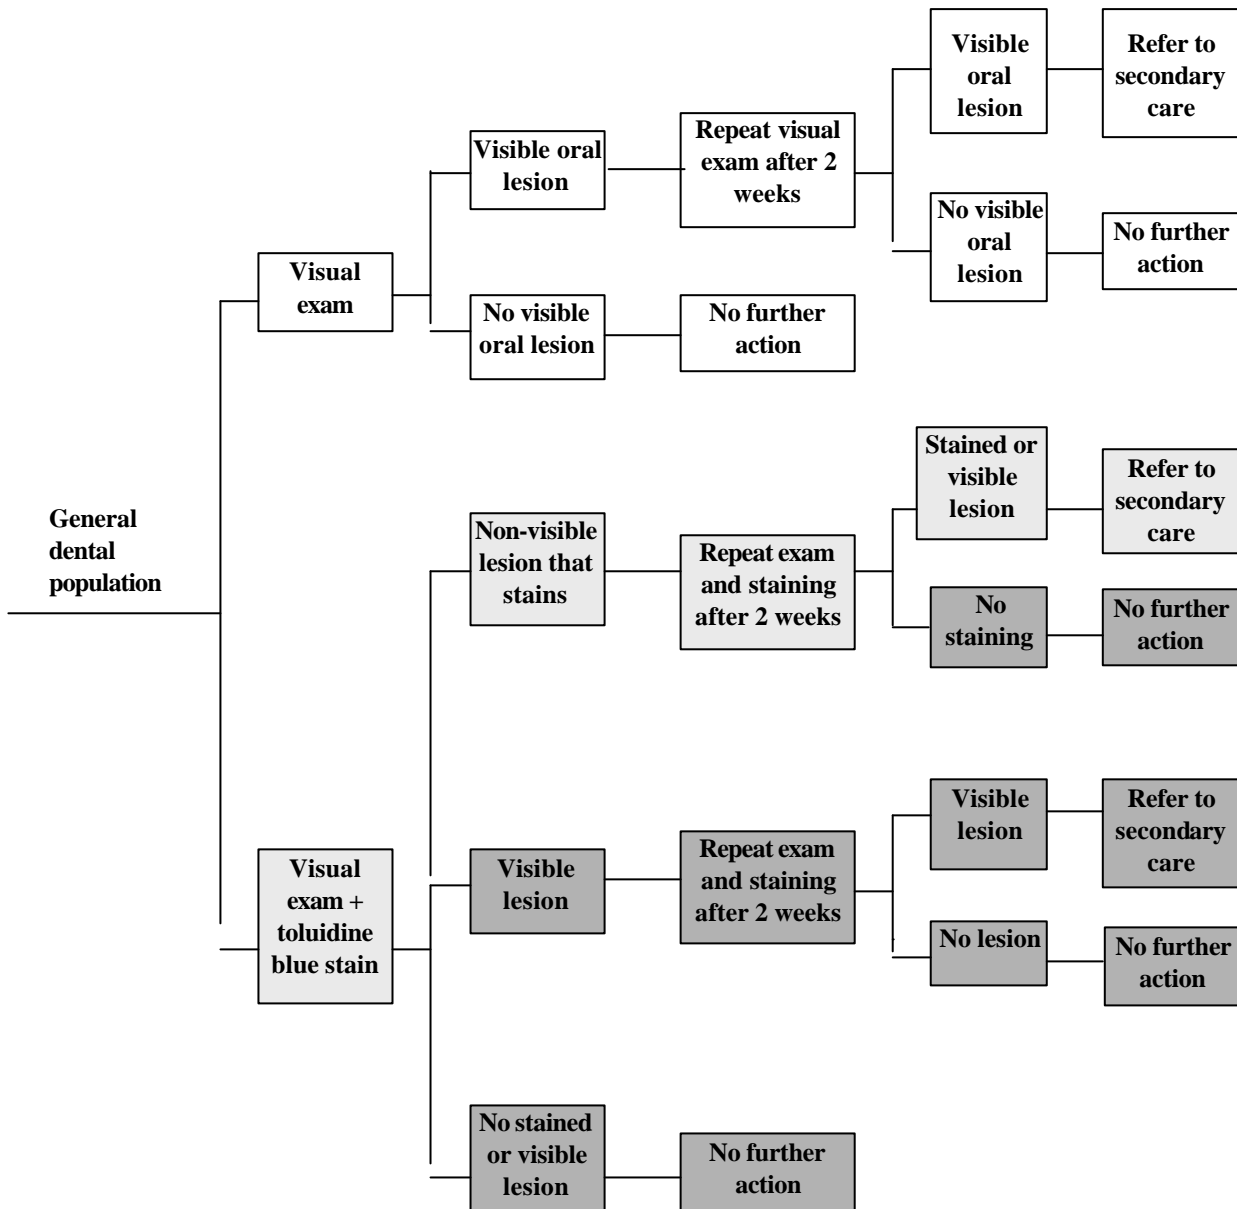 Visible
oral
lesion
Refer to
secondary
care
Visible oral
lesion
Repeat visual
exam after 2
weeks
No visible
oral
lesion
No further
action
Visual
exam
No visible
oral lesion
No further
action
General
dental
population
Stained or
visible
lesion
Refer to
secondary
care
Non-visible
lesion that
stains
Repeat exam
and staining
after 2 weeks
No
staining
No further
action
Visual
exam +
toluidine
blue stain
Visible
lesion
Repeat exam
and staining
after 2 weeks
Visible
lesion
Refer to
secondary
care
No lesion
No further
action
No stained
or visible
lesion
No further
action